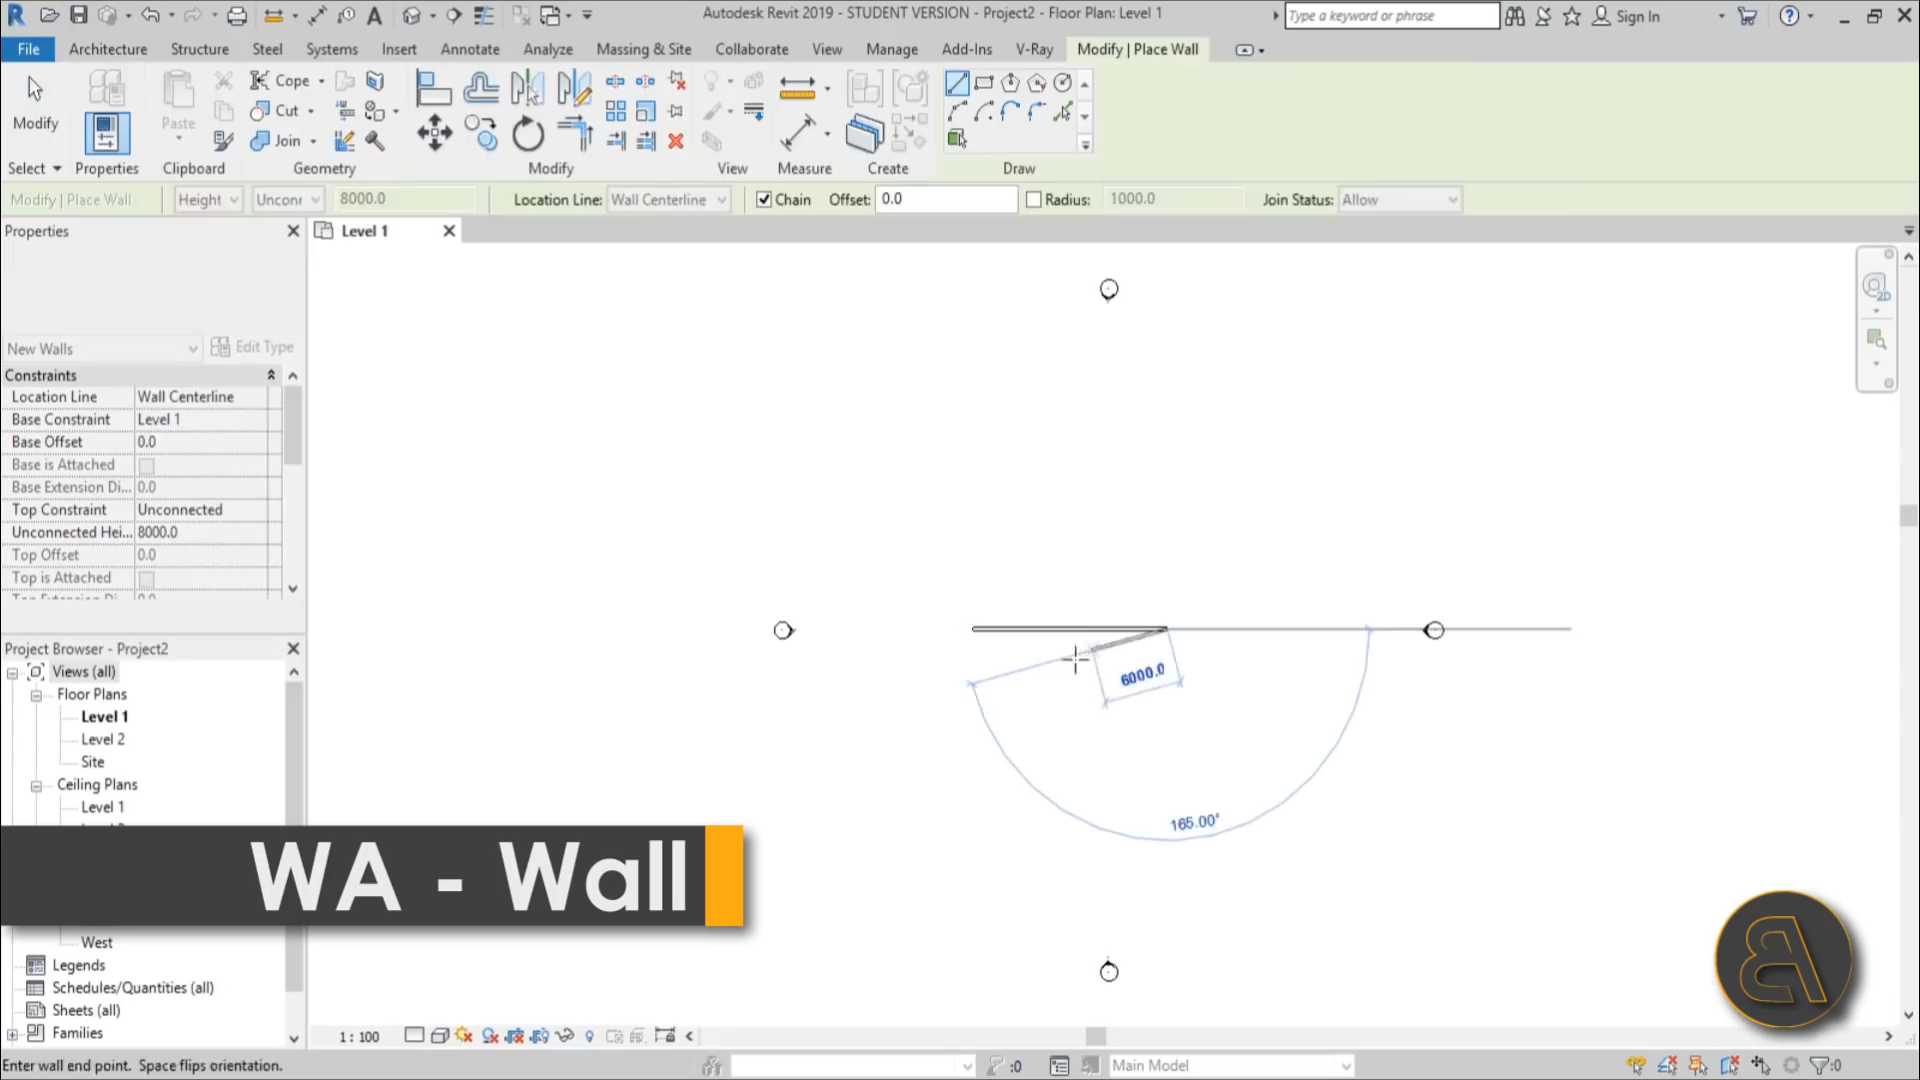 Autodesk Revit 2019 - STUDENT VERSION - Project2 - Floor Plan: Level 1
Type a keyword or phrase
Sign In
File Architecture Structure Steel Systems Insert Annotate Analyze Massing & Site Collaborate View Manage Add-Ins V-Ray Modify | Place Wall
Modify
Paste
Cope
Cut
Join
Select Properties Clipboard Geometry Modify View Measure Create Draw
Modify | Place Wall Height Unconr 8000.0 Location Line: Wall Centerline Chain Offset: 0.0 Radius: 1000.0 Join Status: Allow
Properties
Level 1
New Walls Edit Type
Constraints
Location Line Wall Centerline
Base Constraint Level 1
Base Offset 0.0
Base is Attached
Base Extension Di... 0.0
Top Constraint Unconnected
Unconnected Hei... 8000.0
Top Offset 0.0
Top is Attached
2D
6000.0
165.00°
Project Browser - Project2
Views (all)
Floor Plans
Level 1
Level 2
Site
Ceiling Plans
Level 1
WA - Wall
West
Legends
Schedules/Quantities (all)
Sheets (all)
Families
1 : 100
Enter wall end point. Space flips orientation.
:0
Main Model
:0